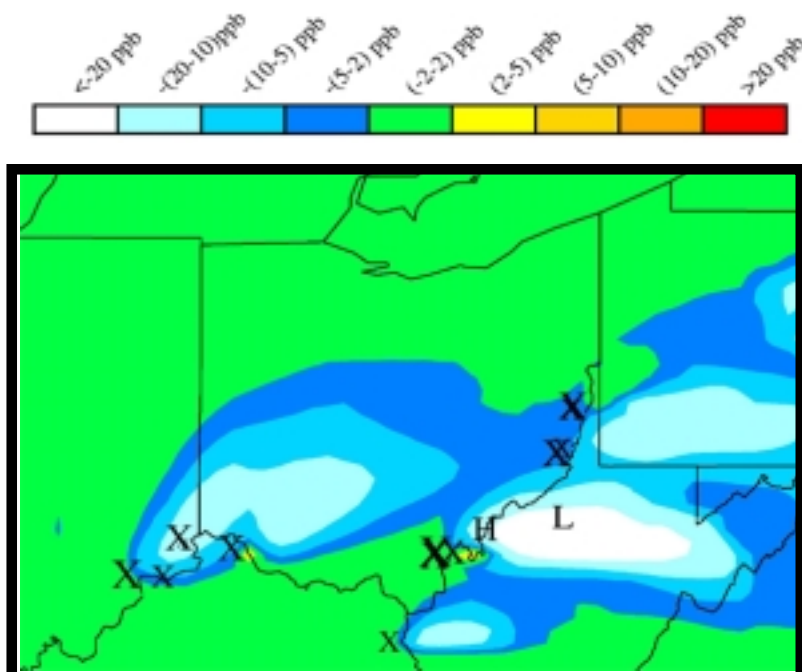 <-20 ppb
-(20-10)ppb
-(10-5) ppb
-(5-2) ppb
(-2-2) ppb
(2-5) ppb
(5-10) ppb
(10-20) ppb
>20 ppb
X
X X
L
H
X X
X X
X X
X